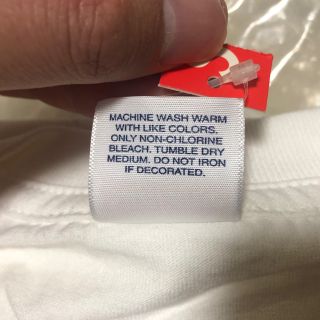 MACHINE WASH WARM
WITH LIKE COLORS.
ONLY NON-CHLORINE
BLEACH. TUMBLE DRY
MEDIUM. DO NOT IRON
IF DECORATED.